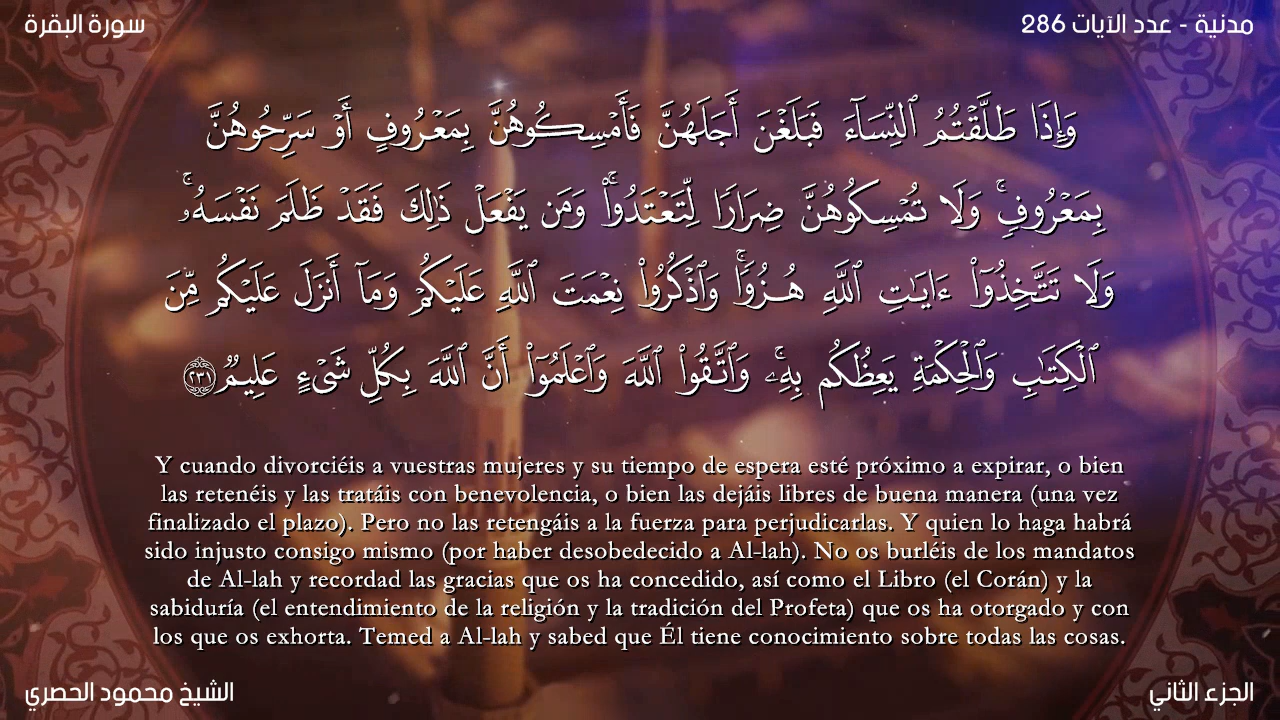 مدنية - عدد الآيات 286
سورة البقرة
وَإِذَا طَلَّقْتُمُ ٱلنِّسَآءَ فَبَلَغْنَ أَجَلَهُنَّ فَأَمْسِكُوهُنَّ بِمَعْرُوفٍ أَوْ سَرِّحُوهُنَّ
بِمَعْرُوفٍۚ وَلَا تُمْسِكُوهُنَّ ضِرَارًا لِّتَعْتَدُوا۟ۚ وَمَن يَفْعَلْ ذَٰلِكَ فَقَدْ ظَلَمَ نَفْسَهُۥۚ
وَلَا تَتَّخِذُوٓا۟ ءَايَـٰتِ ٱللَّهِ هُزُوًاۚ وَٱذْكُرُوا۟ نِعْمَتَ ٱللَّهِ عَلَيْكُمْ وَمَآ أَنزَلَ عَلَيْكُم مِّنَ
ٱلْكِتَـٰبِ وَٱلْحِكْمَةِ يَعِظُكُم بِهِۦۚ وَٱتَّقُوا۟ ٱللَّهَ وَٱعْلَمُوٓا۟ أَنَّ ٱللَّهَ بِكُلِّ شَىْءٍ عَلِيمٌ ٢٣١
Y cuando divorciéis a vuestras mujeres y su tiempo de espera esté próximo a expirar, o bien
las retenéis y las tratáis con benevolencia, o bien las dejáis libres de buena manera (una vez
finalizado el plazo). Pero no las retengáis a la fuerza para perjudicarlas. Y quien lo haga habrá
sido injusto consigo mismo (por haber desobedecido a Al-lah). No os burléis de los mandatos
de Al-lah y recordad las gracias que os ha concedido, así como el Libro (el Corán) y la
sabiduría (el entendimiento de la religión y la tradición del Profeta) que os ha otorgado y con
los que os exhorta. Temed a Al-lah y sabed que Él tiene conocimiento sobre todas las cosas.
الجزء الثاني
الشيخ محمود الحصري